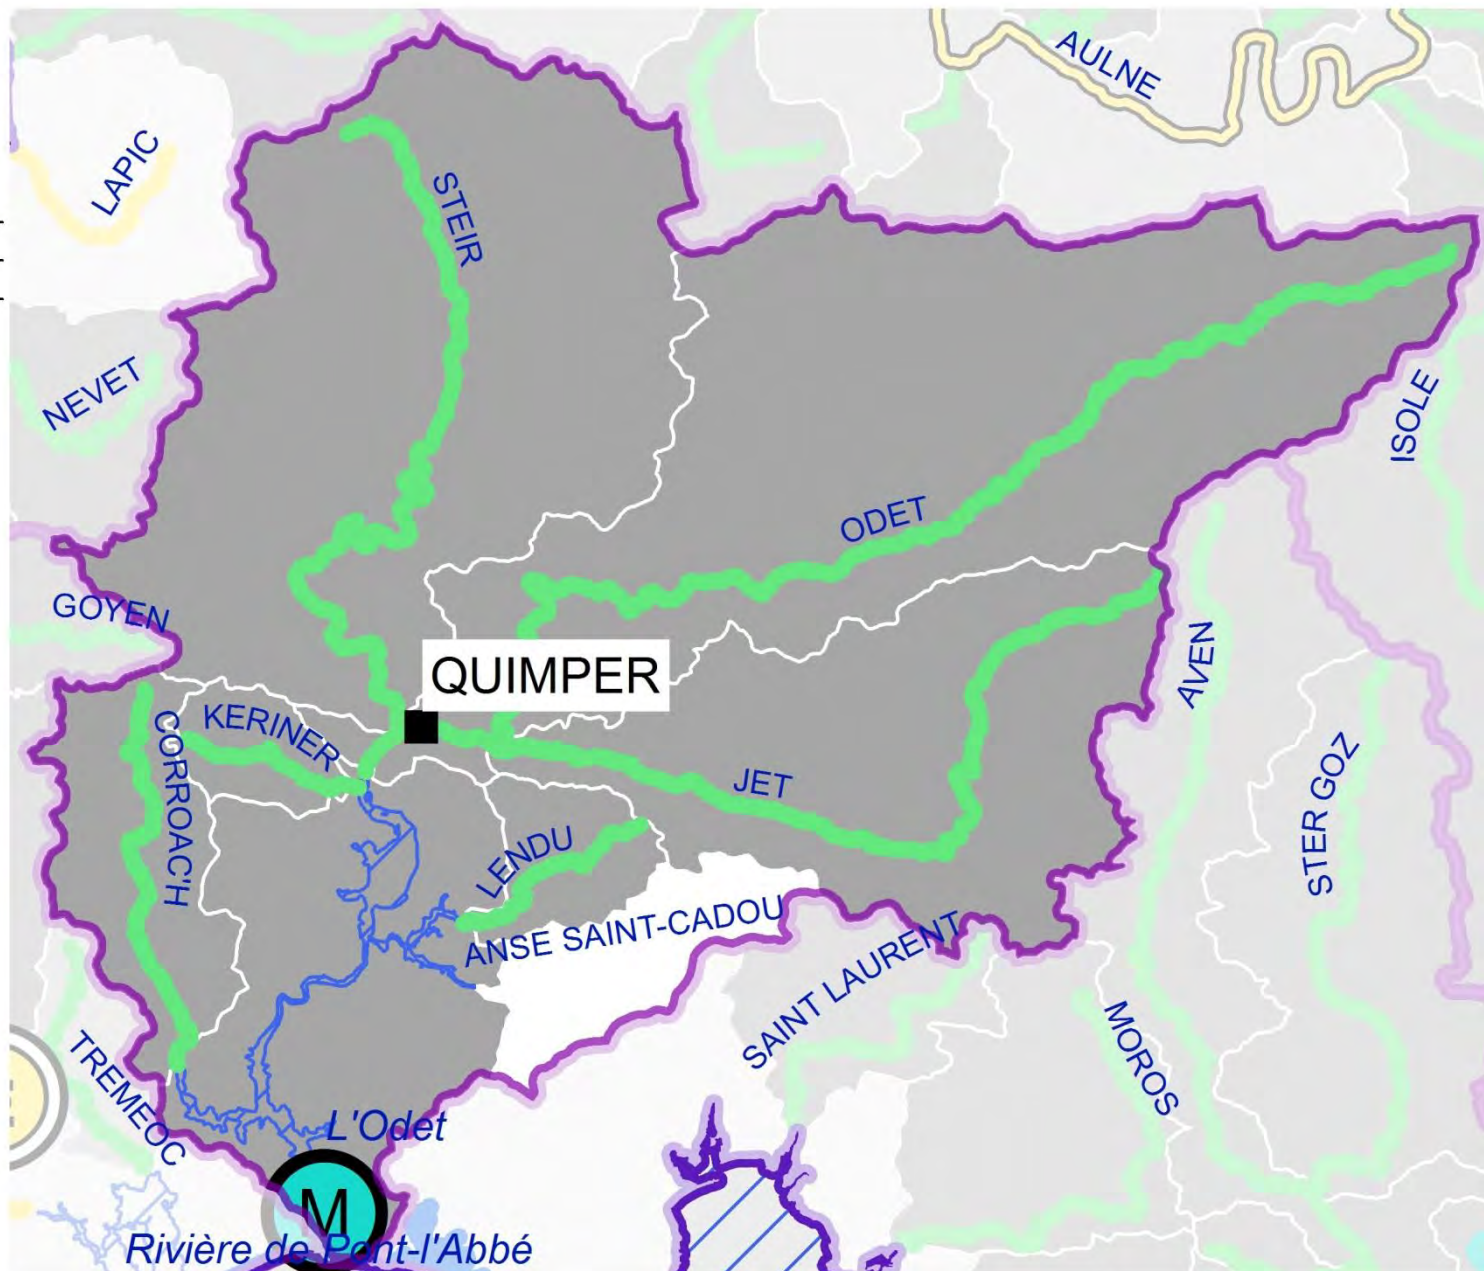 AULNE
LAPIC
STEIR
NEVET
ISOLE
ODET
GOYEN
AVEN
QUIMPER
KERINER
CORROAC'H
JET
STER GOZ
LENDU
ANSE SAINT-CADOU
SAINT LAURENT
MOROS
TREMEOC
L'Odet
M
Rivière de Pont-l'Abbé